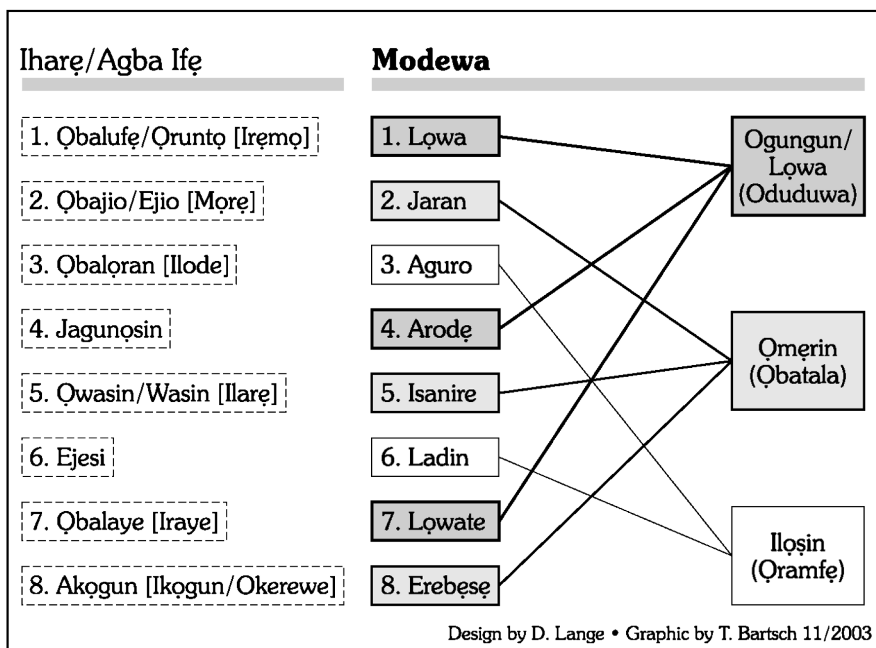 Iharẹ/Agba Ifẹ
1. Ọbalufẹ/Ọruntọ [Irẹmọ]
2. Ọbajio/Ejio [Mọrẹ]
3. Ọbalọran [Ilode]
4. Jagunọsin
5. Ọwasin/Wasin [Ilarẹ]
6. Ejesi
7. Ọbalaye [Iraye]
8. Akọgun [Ikọgun/Okerewe]
Modewa
1. Lọwa
2. Jaran
3. Aguro
4. Arodẹ
5. Isanire
6. Ladin
7. Lọwate
8. Erebẹsẹ
Ogungun/
Lọwa
(Oduduwa)
Ọmẹrin
(Ọbatala)
Ilọṣin
(Ọramfẹ)
Design by D. Lange • Graphic by T. Bartsch 11/2003